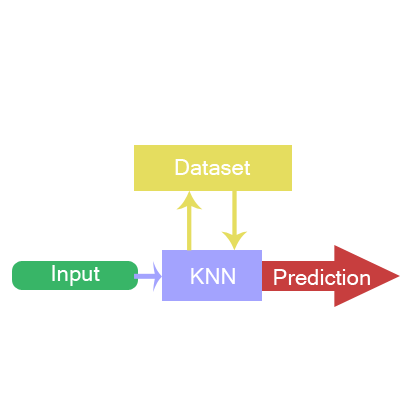 Dataset
Input
KNN
Prediction